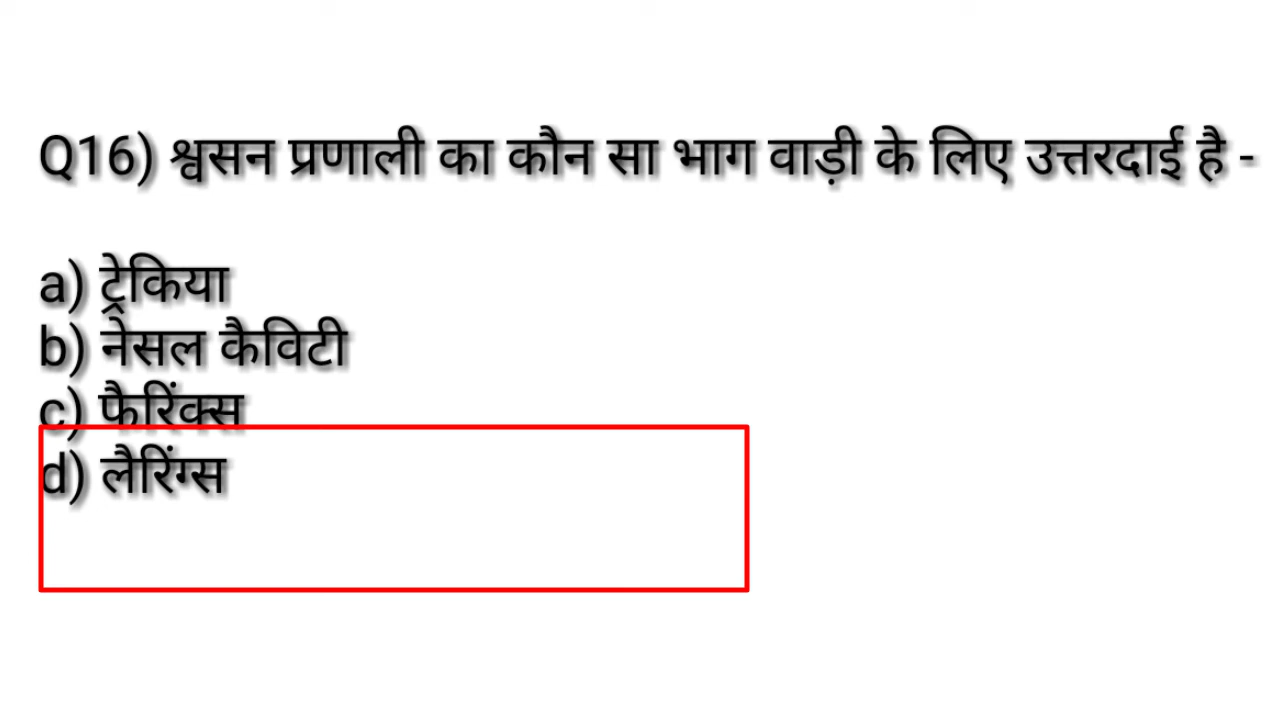 Q16) श्वसन प्रणाली का कौन सा भाग वाड़ी के लिए उत्तरदाई है -
a) ट्रेकिया
b) नेसल कैविटी
c) फैरिंक्स
d) लैरिंग्स